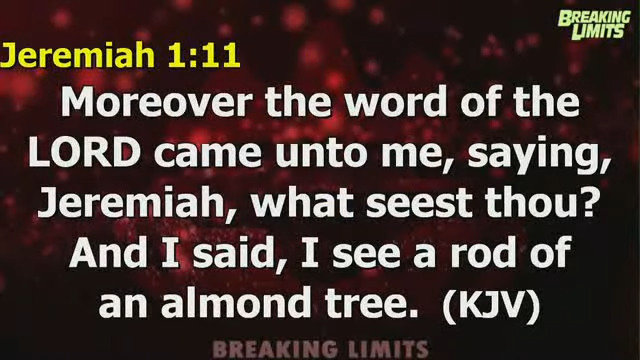 BREAKING
LIMITS
Jeremiah 1:11
Moreover the word of the
LORD came unto me, saying,
Jeremiah, what seest thou?
And I said, I see a rod of
an almond tree. (KJV)
BREAKING LIMITS